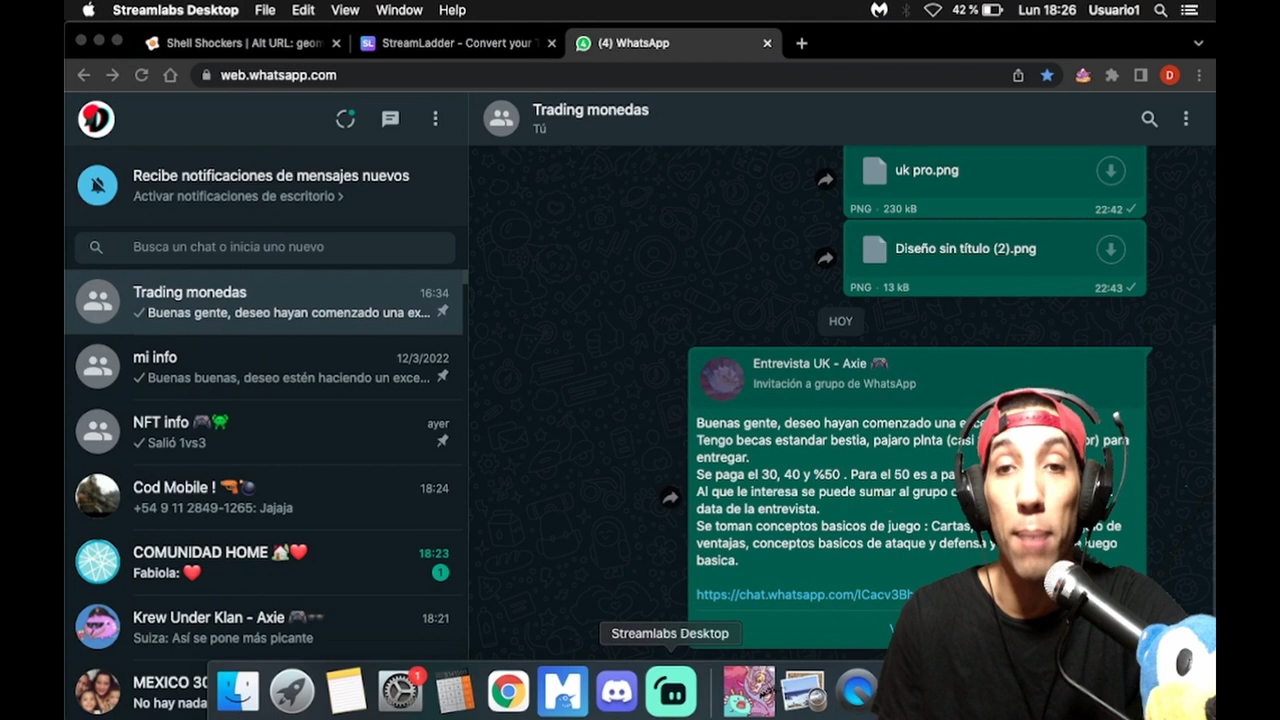 Streamlabs Desktop File Edit View Window Help
42 % Lun 18:26 Usuario1
Shell Shockers | Alt URL: geom
StreamLadder - Convert your T
(4) WhatsApp
web.whatsapp.com
D
Recibe notificaciones de mensajes nuevos
Activar notificaciones de escritorio >
Busca un chat o inicia uno nuevo
Trading monedas 16:34
Buenas gente, deseo hayan comenzado una ex...
mi info 12/3/2022
Buenas buenas, deseo estén haciendo un exce...
NFT info 🎮👾 ayer
Salió 1vs3
Cod Mobile ! 🔫💣 18:24
+54 9 11 2849-1265: Jajaja
COMUNIDAD HOME 🏠❤️ 18:23
Fabiola: ❤️ 1
Krew Under Klan - Axie 🎮🕶️ 18:21
Suiza: Así se pone más picante
MEXICO 30
No hay nada
Trading monedas
Tú
uk pro.png
PNG · 230 kB 22:42
Diseño sin título (2).png
PNG · 13 kB 22:43
HOY
Entrevista UK - Axie 🎮
Invitación a grupo de WhatsApp
Buenas gente, deseo hayan comenzado una
Tengo becas estandar bestia, pajaro plnta (casi para
entregar.
Se paga el 30, 40 y %50 . Para el 50 es a
Al que le interesa se puede sumar al grupo
data de la entrevista.
Se toman conceptos basicos de juego : Cartas, de
ventajas, conceptos basicos de ataque y defensa y juego
basica.
https://chat.whatsapp.com/ICacv3Bh
Streamlabs Desktop
1